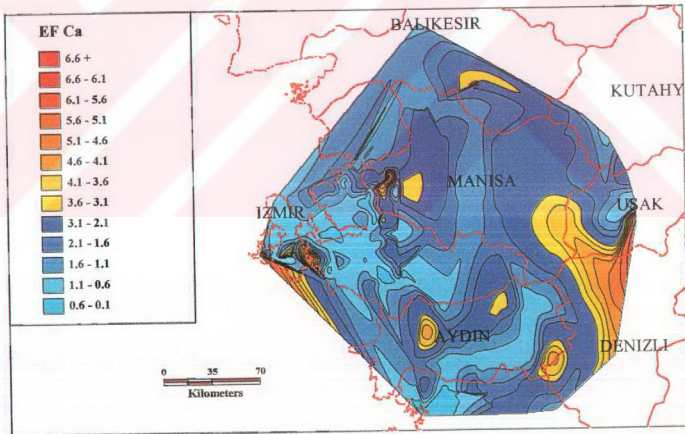 BALIKESIR
EF Ca
6.6 +
6.6 - 6.1
6.1 - 5.6
5.6 - 5.1
5.1 - 4.6
4.6 - 4.1
4.1 - 3.6
3.6 - 3.1
3.1 - 2.1
2.1 - 1.6
1.6 - 1.1
1.1 - 0.6
0.6 - 0.1
KUTAHY
MANISA
IZMIR
USAK
AYDIN
DENIZLI
0 35 70
Kilometers